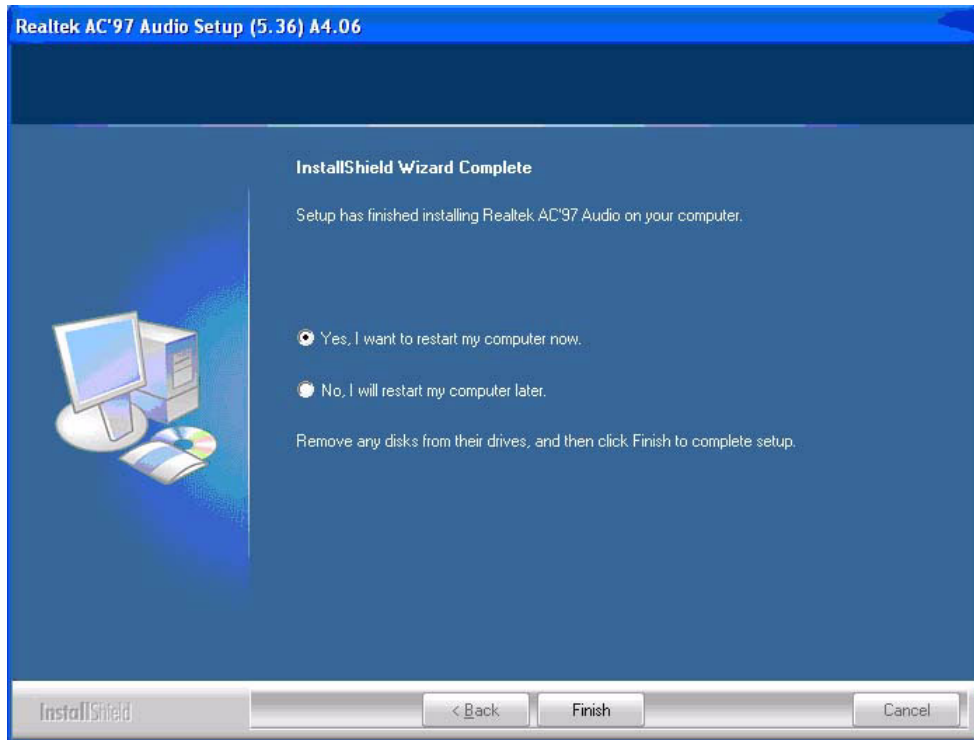 Realtek AC'97 Audio Setup (5.36) A4.06
InstallShield Wizard Complete
Setup has finished installing Realtek AC'97 Audio on your computer.
Yes, I want to restart my computer now.
No, I will restart my computer later.
Remove any disks from their drives, and then click Finish to complete setup.
InstallShield
< Back
Finish
Cancel